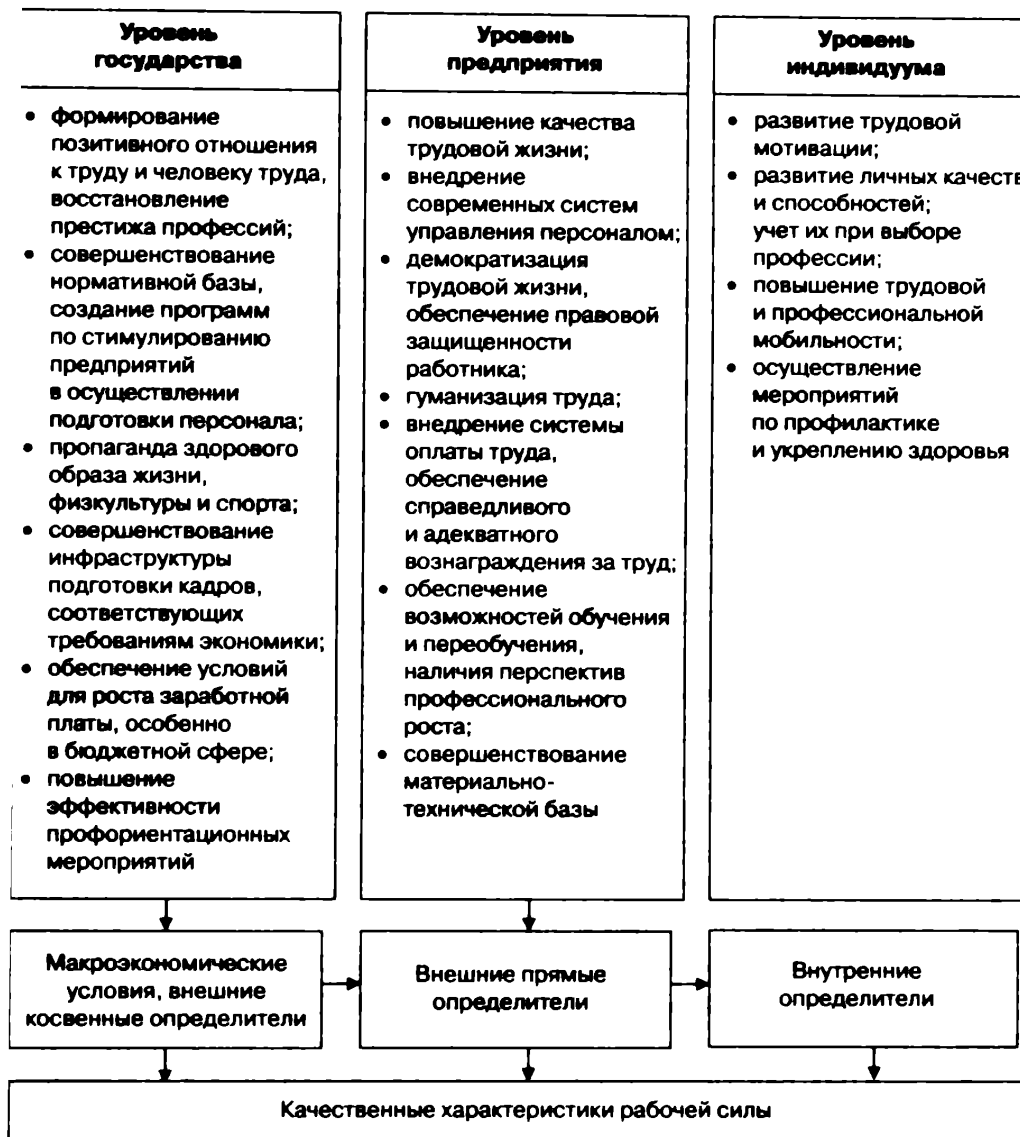 Уровень
государства
• формирование
позитивного отношения
к труду и человеку труда,
восстановление
престижа профессий;
• совершенствование
нормативной базы,
создание программ
по стимулированию
предприятий
в осуществлении
подготовки персонала;
• пропаганда здорового
образа жизни,
физкультуры и спорта;
• совершенствование
инфраструктуры
подготовки кадров,
соответствующих
требованиям экономики;
• обеспечение условий
для роста заработной
платы, особенно
в бюджетной сфере;
• повышение
эффективности
профориентационных
мероприятий
Уровень
предприятия
• повышение качества
трудовой жизни;
• внедрение
современных систем
управления персоналом;
• демократизация
трудовой жизни,
обеспечение правовой
защищенности
работника;
• гуманизация труда;
• внедрение системы
оплаты труда,
обеспечение
справедливого
и адекватного
вознаграждения за труд;
• обеспечение
возможностей обучения
и переобучения,
наличия перспектив
профессионального
роста;
• совершенствование
материально-
технической базы
Уровень
индивидуума
• развитие трудовой
мотивации;
• развитие личных качеств
и способностей;
учет их при выборе
профессии;
• повышение трудовой
и профессиональной
мобильности;
• осуществление
мероприятий
по профилактике
и укреплению здоровья
Макроэкономические
условия, внешние
косвенные определители
Внешние прямые
определители
Внутренние
определители
Качественные характеристики рабочей силы